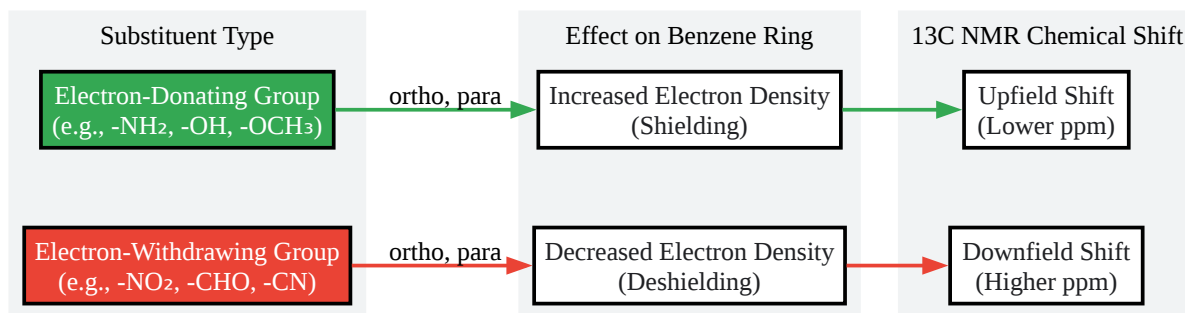 Substituent Type
Effect on Benzene Ring
13C NMR Chemical Shift
Electron-Donating Group
(e.g., -NH₂, -OH, -OCH₃)
ortho, para
Increased Electron Density
(Shielding)
Upfield Shift
(Lower ppm)
Electron-Withdrawing Group
(e.g., -NO₂, -CHO, -CN)
ortho, para
Decreased Electron Density
(Deshielding)
Downfield Shift
(Higher ppm)